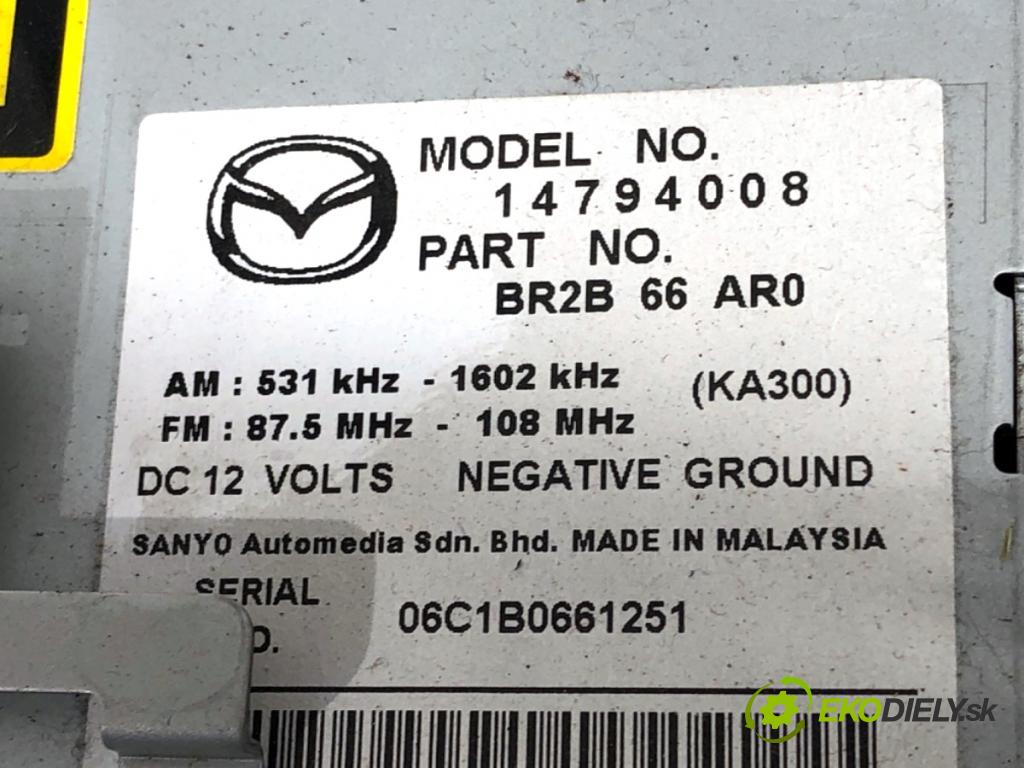 MODEL NO.
14794008
PART NO.
BR2B 66 AR0
AM : 531 kHz - 1602 kHz (KA300)
FM : 87.5 MHz - 108 MHz
DC 12 VOLTS NEGATIVE GROUND
SANYO Automedia Sdn. Bhd. MADE IN MALAYSIA
SERIAL
06C1B0661251
EKODIELY.sk